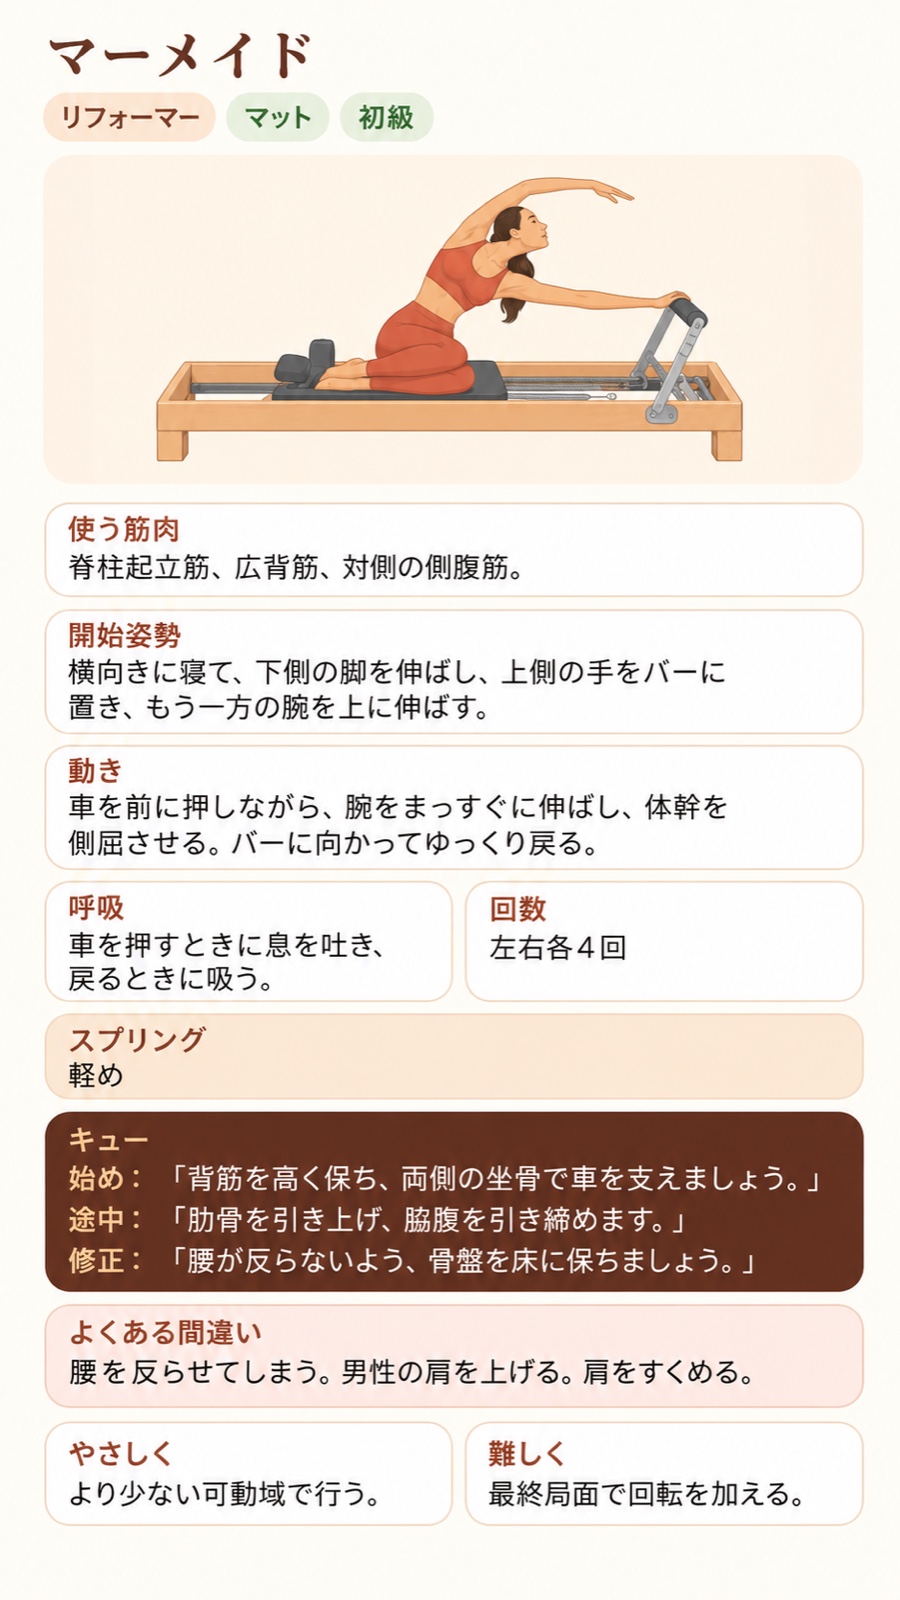 マーメイド
リフォーマー
マット
初級
使う筋肉
脊柱起立筋、広背筋、対側の側腹筋。
開始姿勢
横向きに寝て、下側の脚を伸ばし、上側の手をバーに
置き、もう一方の腕を上に伸ばす。
動き
車を前に押しながら、腕をまっすぐに伸ばし、体幹を
側屈させる。バーに向かってゆっくり戻る。
呼吸
車を押すときに息を吐き、
戻るときに吸う。
回数
左右各4回
スプリング
軽め
キュー
始め：「背筋を高く保ち、両側の坐骨で車を支えましょう。」
途中：「肋骨を引き上げ、脇腹を引き締めます。」
修正：「腰が反らないよう、骨盤を床に保ちましょう。」
よくある間違い
腰を反らせてしまう。男性の肩を上げる。肩をすくめる。
やさしく
より少ない可動域で行う。
難しく
最終局面で回転を加える。